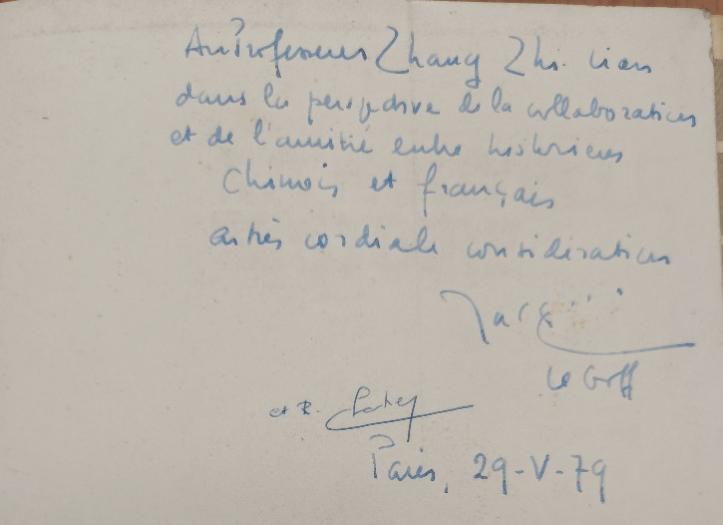 Au Professeur Zhang Zhi-lian
dans la perspective de la collaboration
et de l'amitié entre historiens
chinois et français
très cordiale considération
Jacques
Le Goff
et R.
Paris, 29-V-79